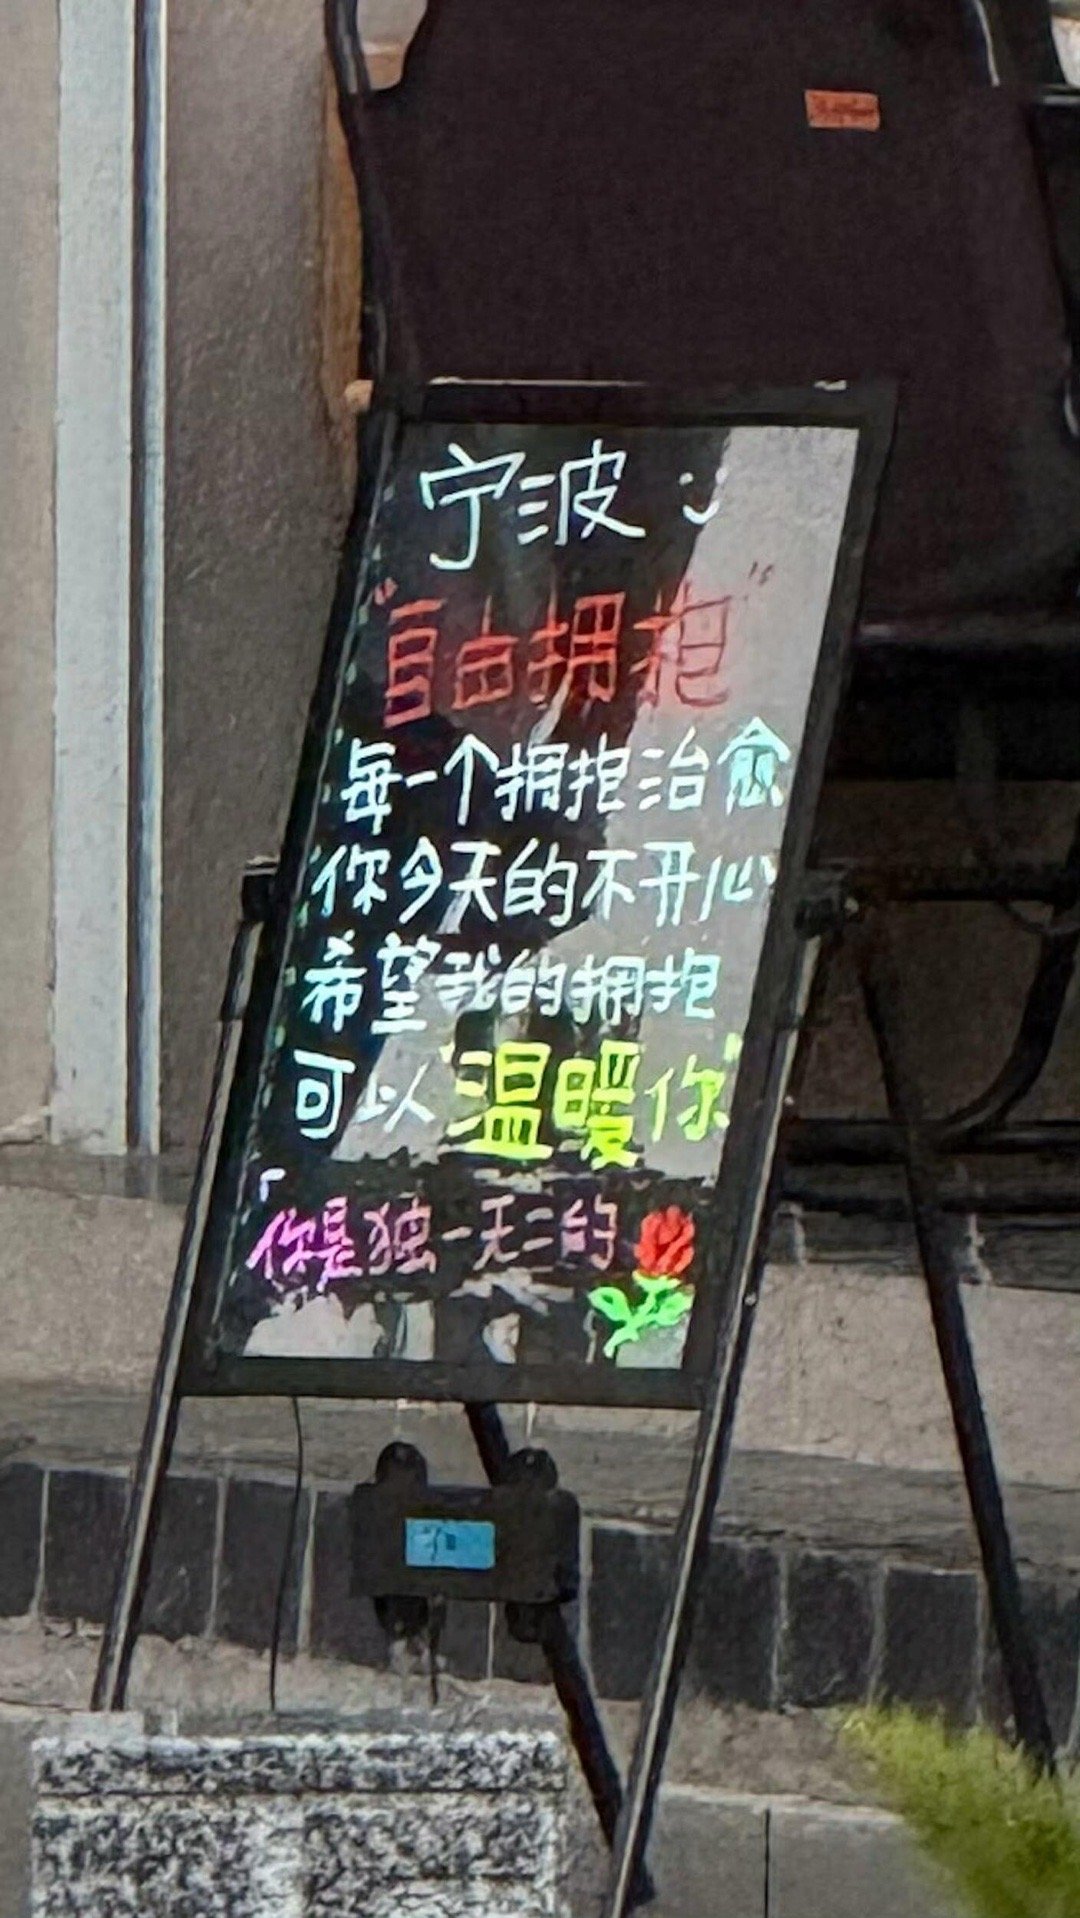 宁波 :)
"自由拥抱"
每一个拥抱治愈
你今天的不开心
希望我的拥抱
可以"温暖你"
「你是独一无二的